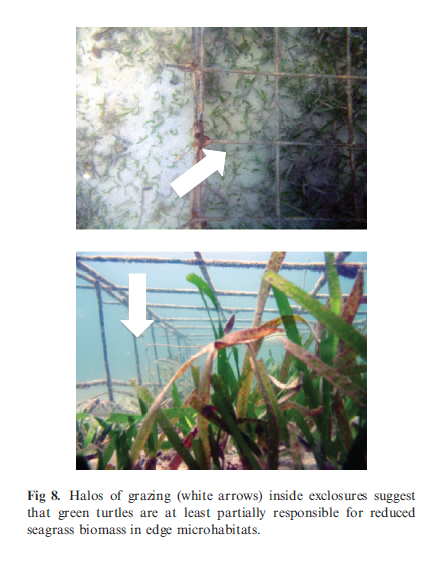 Fig 8. Halos of grazing (white arrows) inside exclosures suggest
that green turtles are at least partially responsible for reduced
seagrass biomass in edge microhabitats.